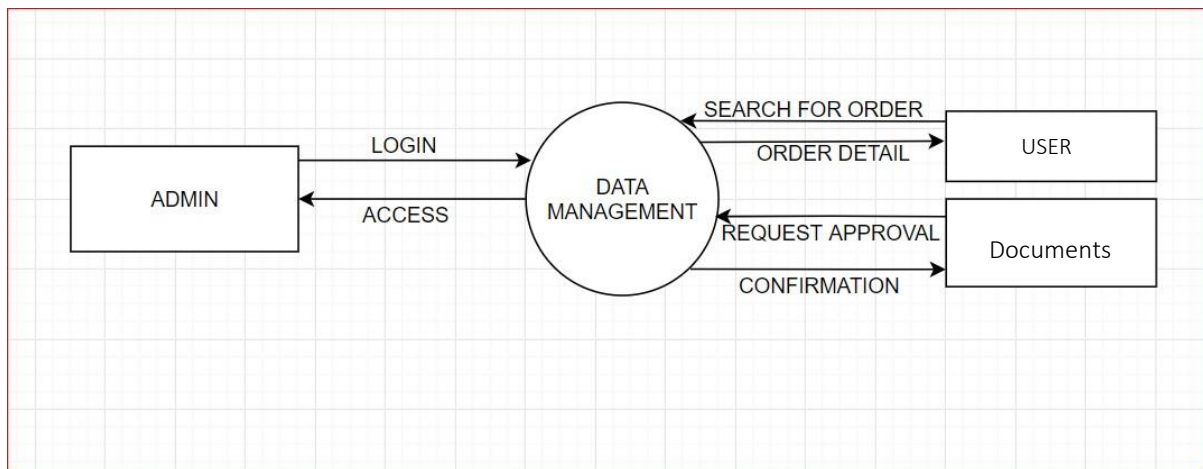 SEARCH FOR ORDER
LOGIN
USER
ORDER DETAIL
ADMIN
DATA
MANAGEMENT
ACCESS
REQUEST APPROVAL
Documents
CONFIRMATION